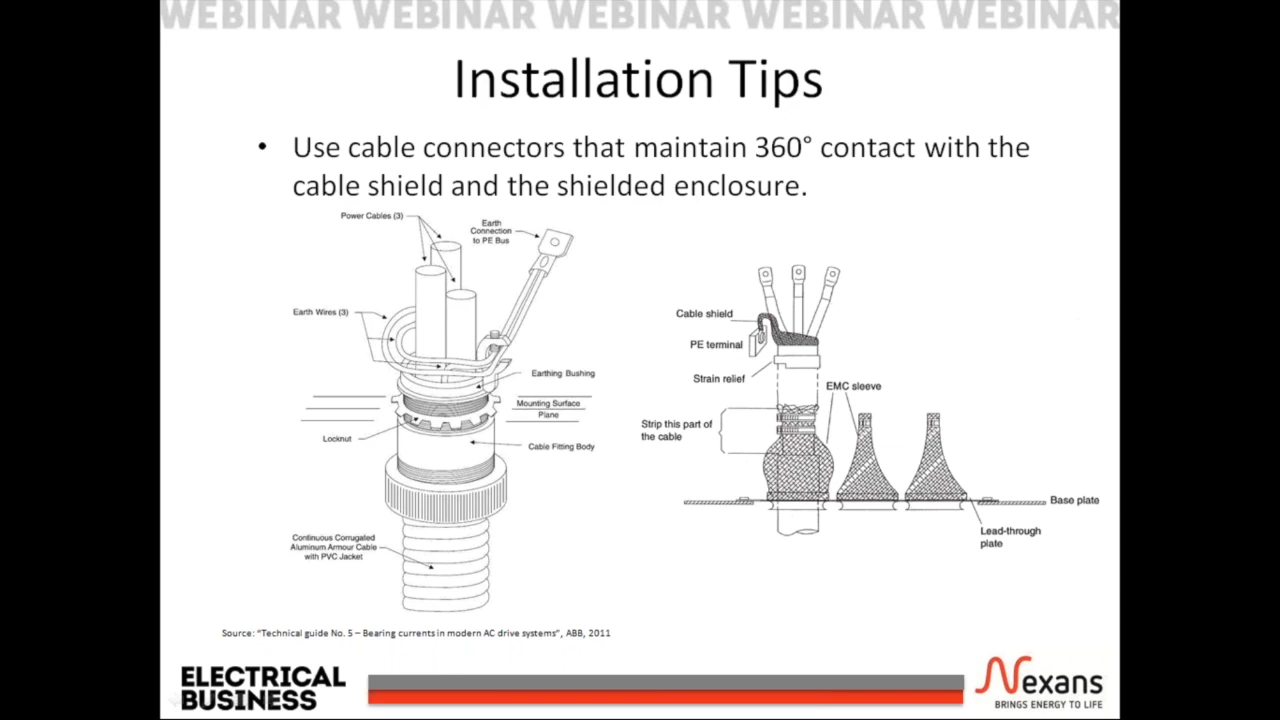 WEBINAR WEBINAR WEBINAR WEBINAR WEBINAR
Installation Tips
• Use cable connectors that maintain 360° contact with the
cable shield and the shielded enclosure.
Power Cables (3)
Earth
Connection
to PE Bus
Earth Wires (3)
Earthing Bushing
Mounting Surface
Plane
Locknut
Cable Fitting Body
Continuous Corrugated
Aluminum Armour Cable
with PVC Jacket
Cable shield
PE terminal
Strain relief
EMC sleeve
Strip this part of
the cable
Base plate
Lead-through
plate
Source: "Technical guide No. 5 – Bearing currents in modern AC drive systems", ABB, 2011
ELECTRICAL
BUSINESS
Nexans
BRINGS ENERGY TO LIFE